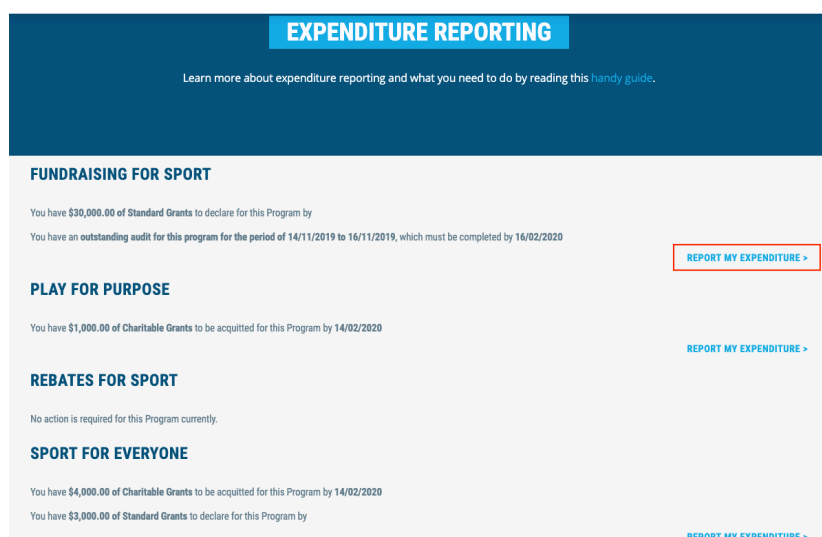 EXPENDITURE REPORTING
Learn more about expenditure reporting and what you need to do by reading this handy guide.
FUNDRAISING FOR SPORT
You have $30,000.00 of Standard Grants to declare for this Program by
You have an outstanding audit for this program for the period of 14/11/2019 to 16/11/2019, which must be completed by 16/02/2020
REPORT MY EXPENDITURE >
PLAY FOR PURPOSE
You have $1,000.00 of Charitable Grants to be acquitted for this Program by 14/02/2020
REPORT MY EXPENDITURE >
REBATES FOR SPORT
No action is required for this Program currently.
SPORT FOR EVERYONE
You have $4,000.00 of Charitable Grants to be acquitted for this Program by 14/02/2020
You have $3,000.00 of Standard Grants to declare for this Program by
REPORT MY EXPENDITURE >